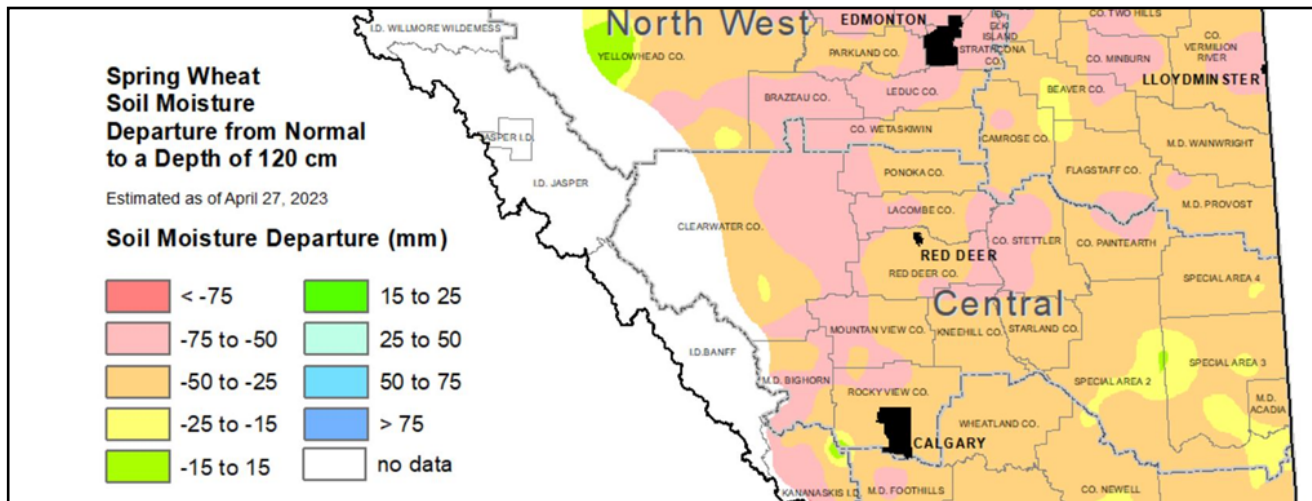 North West
EDMONTON
CO. TWO HILLS
I.D. WILLMORE WILDERNESS
ELK
ISLAND
CO.
VERMILION
RIVER
YELLOWHEAD CO.
PARKLAND CO.
STRATHCONA
CO.
CO. MINBURN
LLOYDMINSTER
Spring Wheat
Soil Moisture
Departure from Normal
to a Depth of 120 cm
BRAZEAU CO.
LEDUC CO.
BEAVER CO.
JASPER I.D.
CO. WETASKIWIN
CAMROSE CO.
M.D. WAINWRIGHT
Estimated as of April 27, 2023
I.D. JASPER
PONOKA CO.
FLAGSTAFF CO.
M.D. PROVOST
Soil Moisture Departure (mm)
CLEARWATER CO.
LACOMBE CO.
CO. STETTLER
CO. PAINTEARTH
RED DEER
RED DEER CO.
SPECIAL AREA 4
< -75
15 to 25
Central
-75 to -50
25 to 50
MOUNTAN VIEW CO.
KNEEHILL CO.
STARLAND CO.
I.D.BANFF
SPECIAL AREA 3
-50 to -25
50 to 75
M.D. BIGHORN
ROCKY VIEW CO.
SPECIAL AREA 2
M.D.
ACADIA
-25 to -15
> 75
WHEATLAND CO.
CALGARY
-15 to 15
no data
KANANASKIS I.D.
M.D. FOOTHILLS
CO. NEWELL